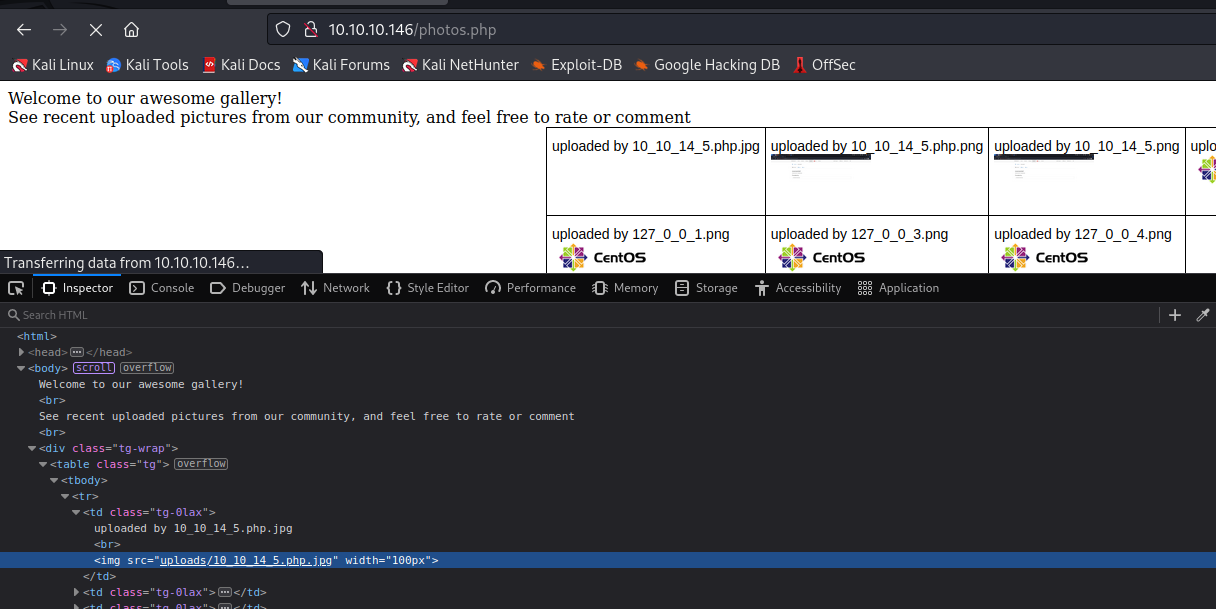 10.10.10.146/photos.php
Kali Linux Kali Tools Kali Docs Kali Forums Kali NetHunter Exploit-DB Google Hacking DB OffSec
Welcome to our awesome gallery!
See recent uploaded pictures from our community, and feel free to rate or comment
uploaded by 10_10_14_5.php.jpg uploaded by 10_10_14_5.php.png uploaded by 10_10_14_5.png uplo
uploaded by 127_0_0_1.png uploaded by 127_0_0_3.png uploaded by 127_0_0_4.png
CentOS CentOS CentOS
Transferring data from 10.10.10.146…
Inspector Console Debugger Network Style Editor Performance Memory Storage Accessibility Application
Search HTML
<html>
<head> </head>
<body> scroll overflow
Welcome to our awesome gallery!
<br>
See recent uploaded pictures from our community, and feel free to rate or comment
<br>
<div class="tg-wrap">
<table class="tg"> overflow
<tbody>
<tr>
<td class="tg-0lax">
uploaded by 10_10_14_5.php.jpg
<br>
<img src="uploads/10_10_14_5.php.jpg" width="100px">
</td>
<td class="tg-0lax"> </td>
<td class="tg-0lax"> </td>